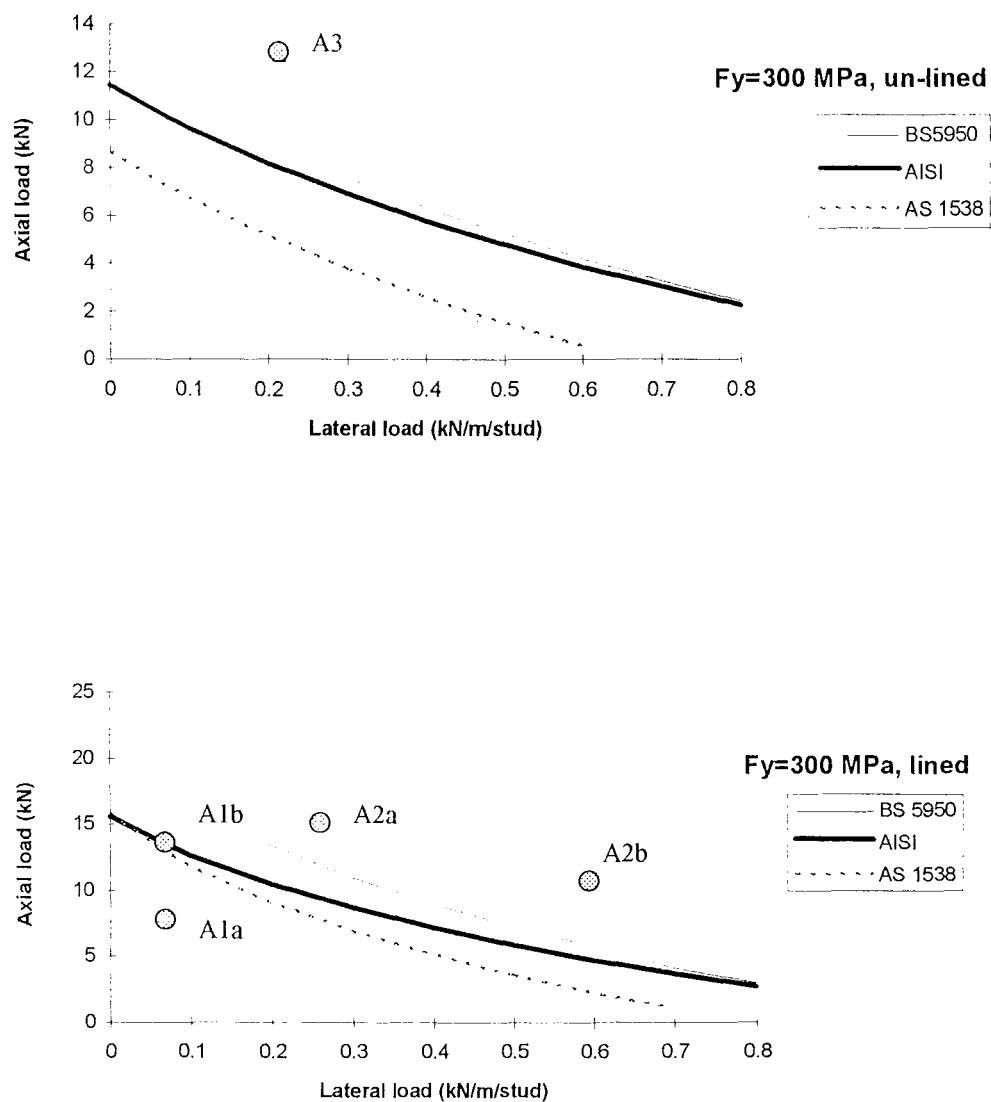 14
A3
12
Fy=300 MPa, un-lined
10
BS5950
AISI
AS 1538
8
6
4
2
0
Axial load (kN)
0 0.1 0.2 0.3 0.4 0.5 0.6 0.7 0.8
Lateral load (kN/m/stud)
25
20
Fy=300 MPa, lined
A1b
A2a
A2b
BS 5950
AISI
AS 1538
15
10
A1a
5
0
Axial load (kN)
0 0.1 0.2 0.3 0.4 0.5 0.6 0.7 0.8
Lateral load (kN/m/stud)